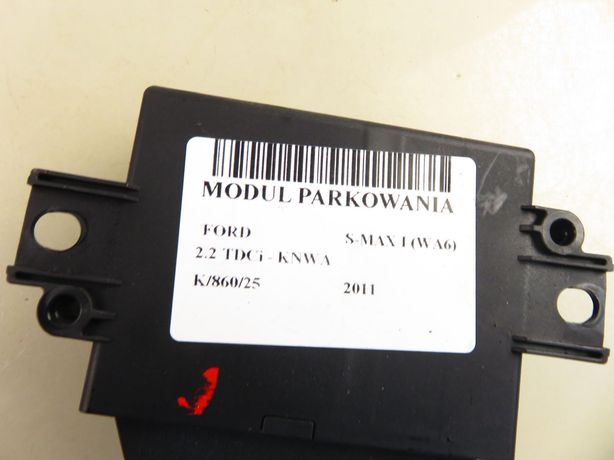 MODUL PARKOWANIA
FORD S-MAX I (WA6)
2.2 TDCi - KNWA
K/860/25 2011